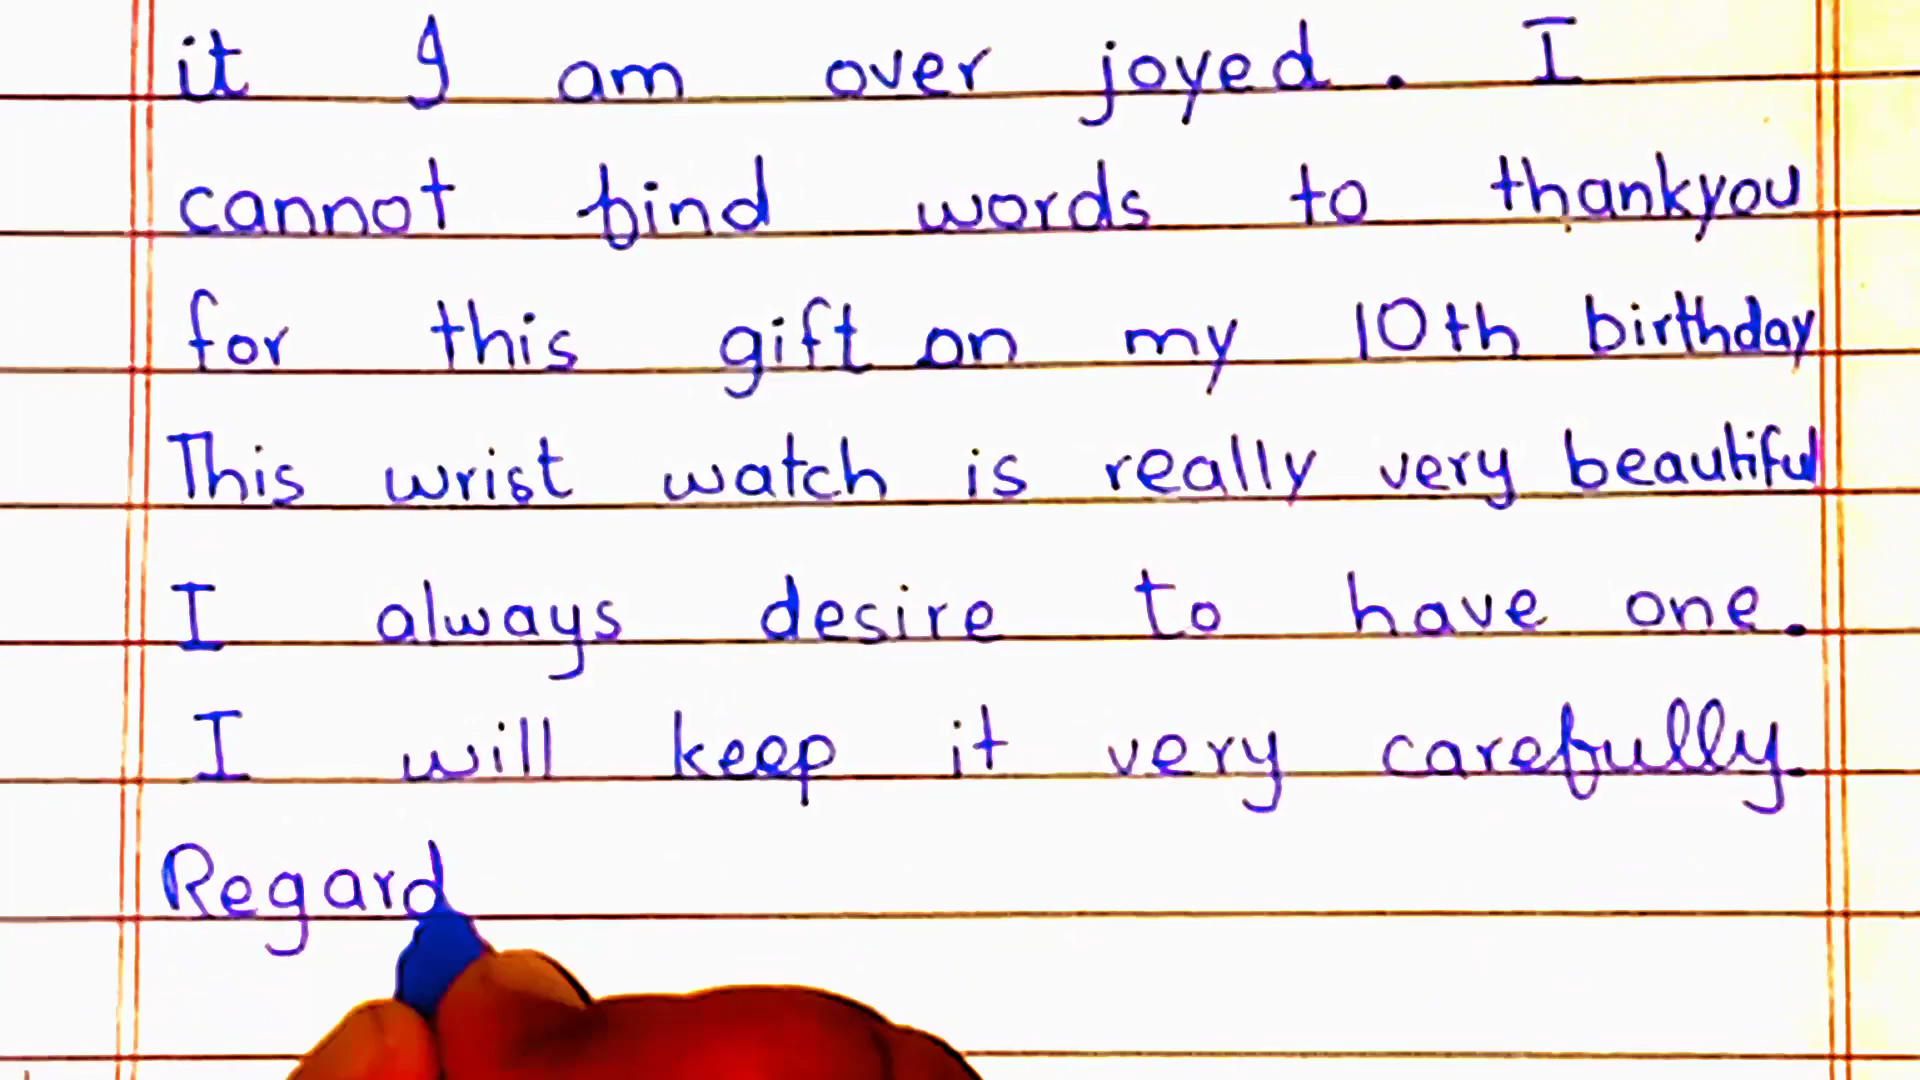 it I am over joyed. I
cannot find words to thankyou
for this gift on my 10th birthday
This wrist watch is really very beautiful
I always desire to have one.
I will keep it very carefully.
Regard